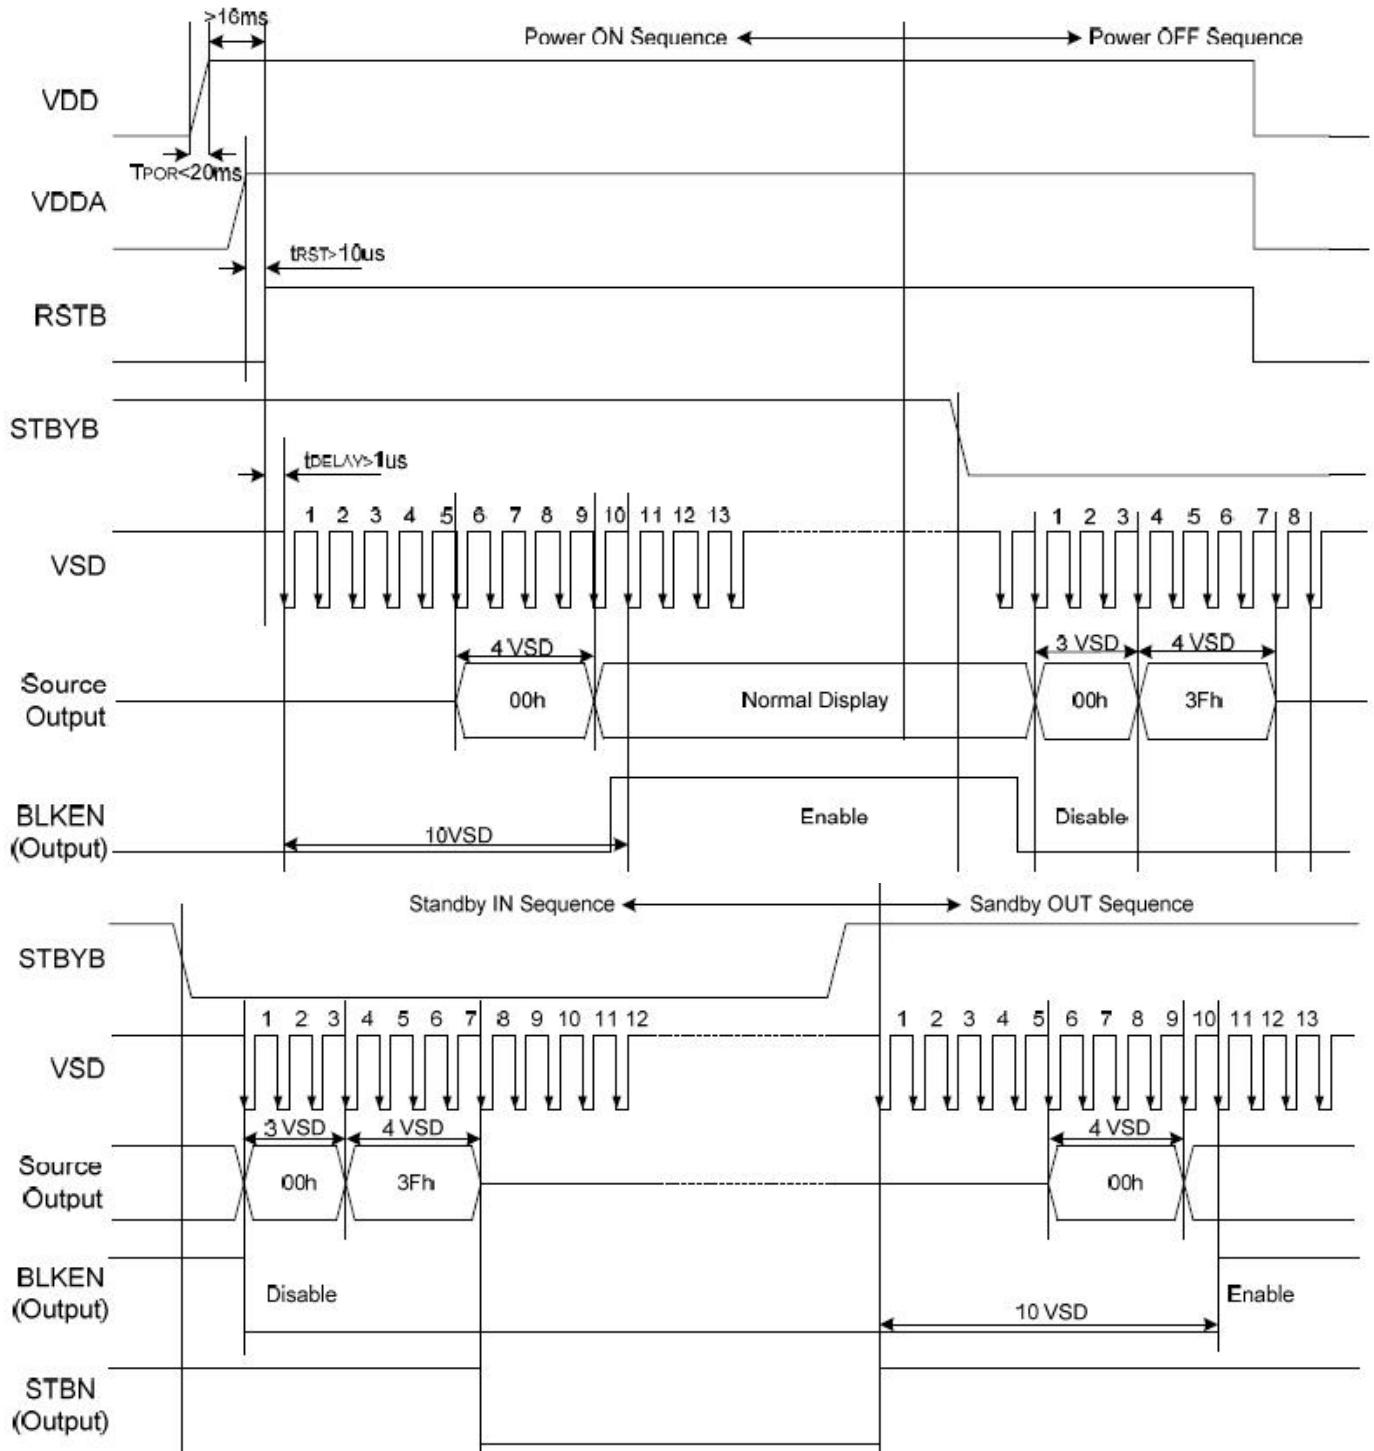 >16ms
Power ON Sequence
Power OFF Sequence
VDD
TPOR<20ms
VDDA
tRST>10us
RSTB
STBYB
tDELAY>1us
1 2 3 4 5 6 7 8 9 10 11 12 13
1 2 3 4 5 6 7 8
VSD
4 VSD
3 VSD
4 VSD
Source
Output
00h
Normal Display
00h
3Fh
BLKEN
(Output)
Enable
Disable
10VSD
Standby IN Sequence
Sandby OUT Sequence
STBYB
1 2 3 4 5 6 7 8 9 10 11 12
1 2 3 4 5 6 7 8 9 10 11 12 13
VSD
3 VSD
4 VSD
4 VSD
Source
Output
00h
3Fh
00h
BLKEN
(Output)
Disable
Enable
10 VSD
STBN
(Output)